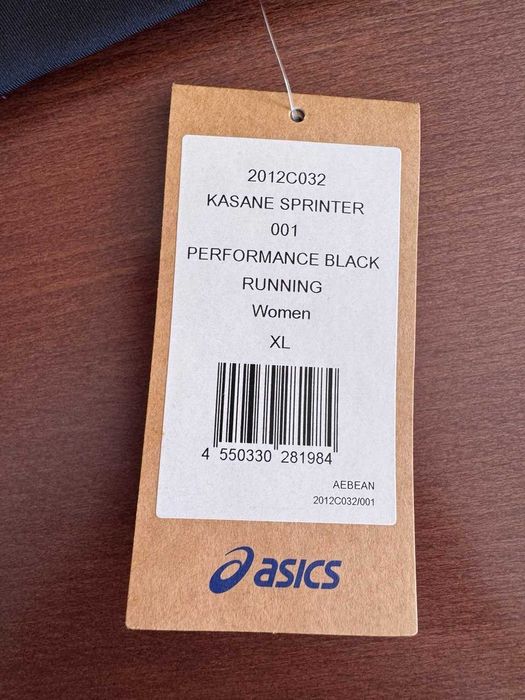 2012C032
KASANE SPRINTER
001
PERFORMANCE BLACK
RUNNING
Women
XL
4 550330 281984
AEBEAN
2012C032/001
asics